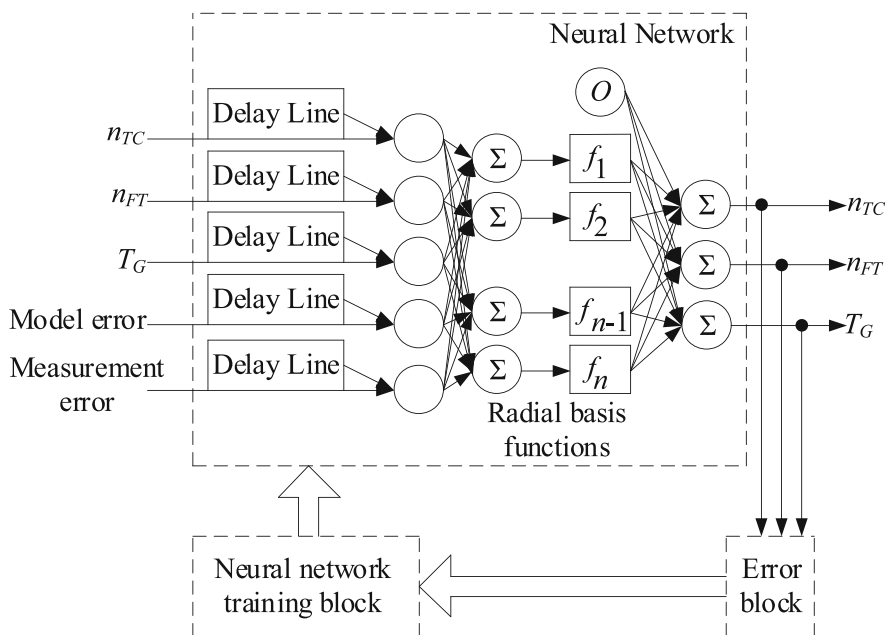 Neural Network
Delay Line
n_TC
Delay Line
n_FT
Delay Line
T_G
Delay Line
Model error
Delay Line
Measurement
error
O
Σ
Σ
Σ
Σ
f_1
f_2
f_{n-1}
f_n
Radial basis
functions
Σ
Σ
Σ
n_TC
n_FT
T_G
Neural network
training block
Error
block